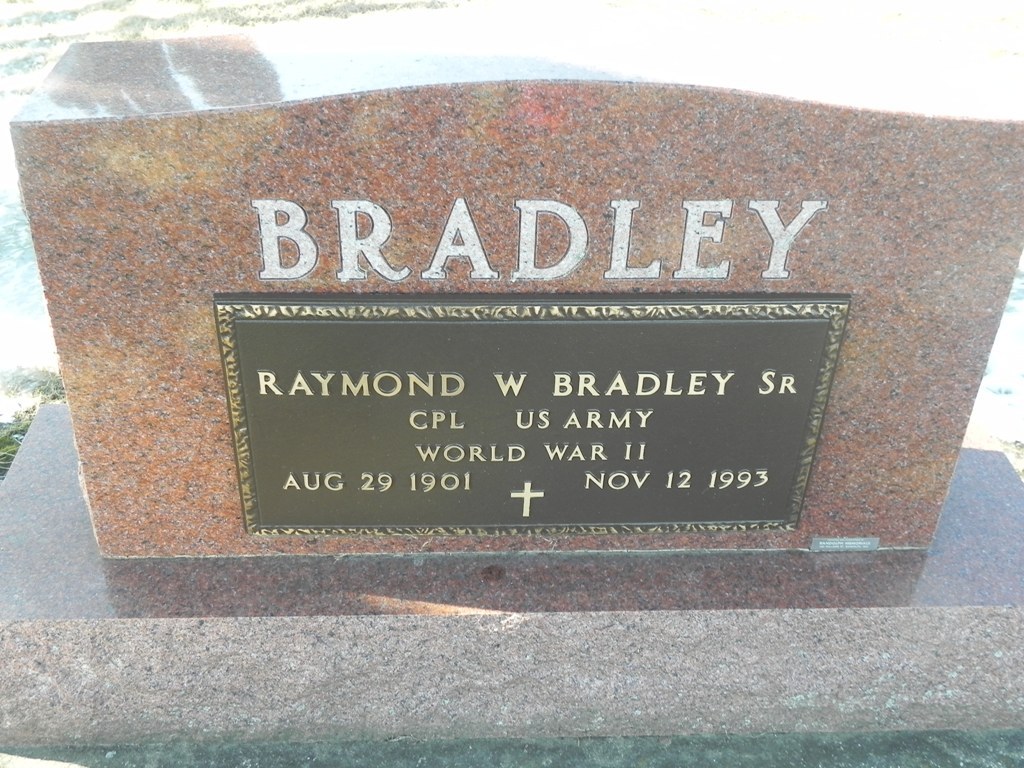 BRADLEY
RAYMOND W BRADLEY SR
CPL US ARMY
WORLD WAR II
AUG 29 1901 NOV 12 1993